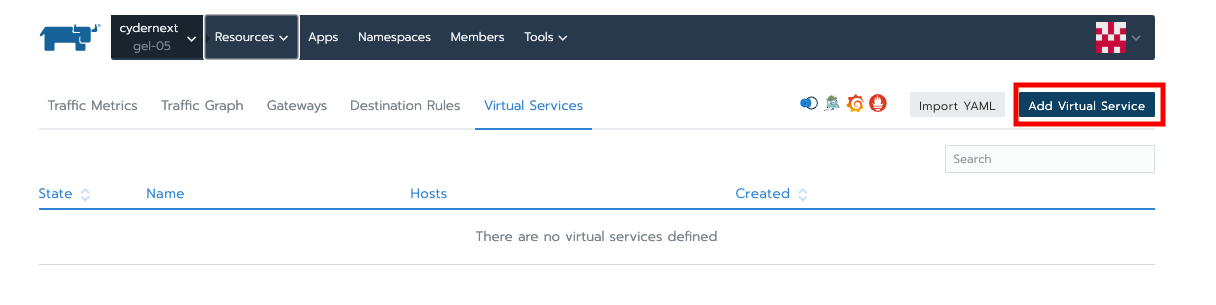 cydernext
gel-05
Resources Apps Namespaces Members Tools
Traffic Metrics Traffic Graph Gateways Destination Rules Virtual Services Import YAML Add Virtual Service
Search
State Name Hosts Created
There are no virtual services defined